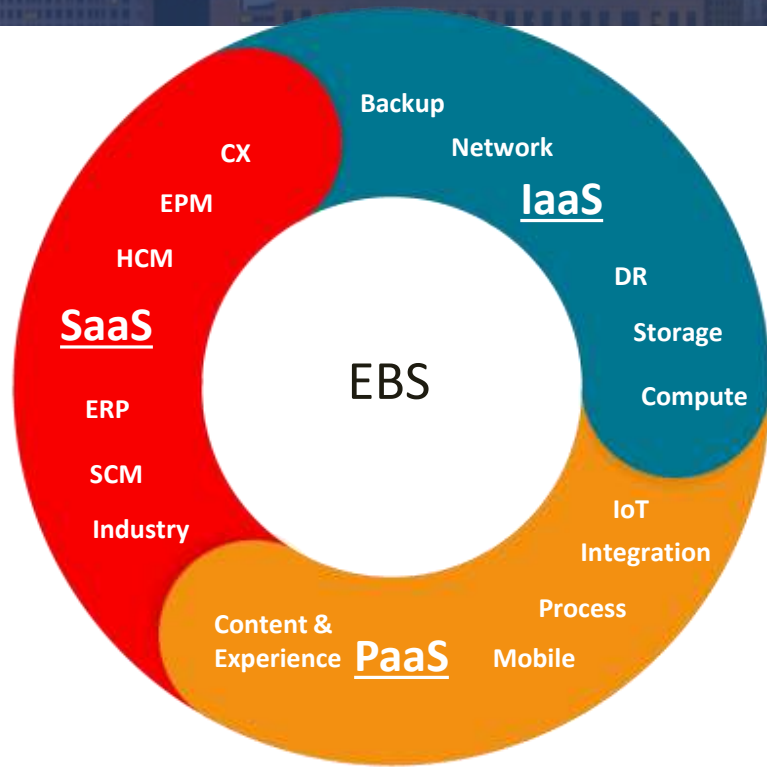 Backup
Network
IaaS
DR
Storage
Compute
CX
EPM
HCM
SaaS
ERP
SCM
Industry
EBS
IoT
Integration
Process
Mobile
PaaS
Content &
Experience